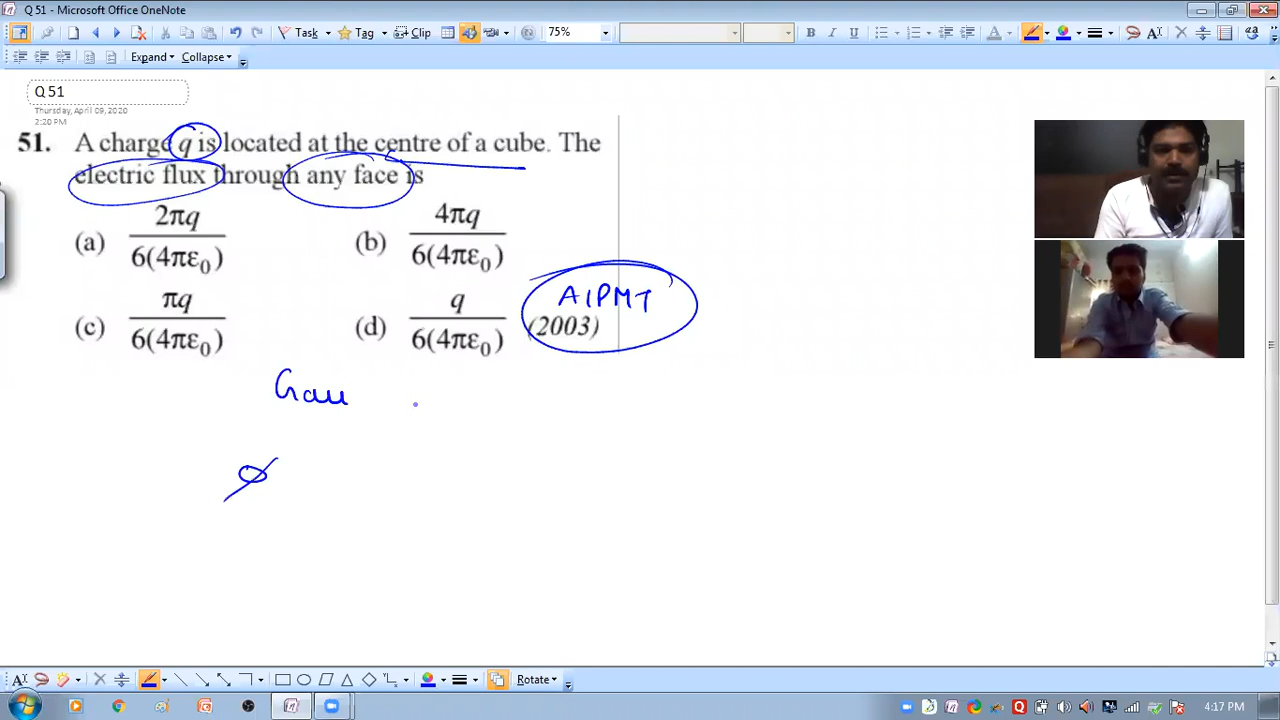 Q 51 - Microsoft Office OneNote
Task
Tag
Clip
75%
Expand
Collapse
Q 51
Thursday, April 09, 2020
2:20 PM
51. A charge q is located at the centre of a cube. The
electric flux through any face is
(a) 2πq / 6(4πε₀) (b) 4πq / 6(4πε₀)
AIPMT
(c) πq / 6(4πε₀) (d) q / 6(4πε₀) (2003)
Gau
ϕ
Rotate
4:17 PM